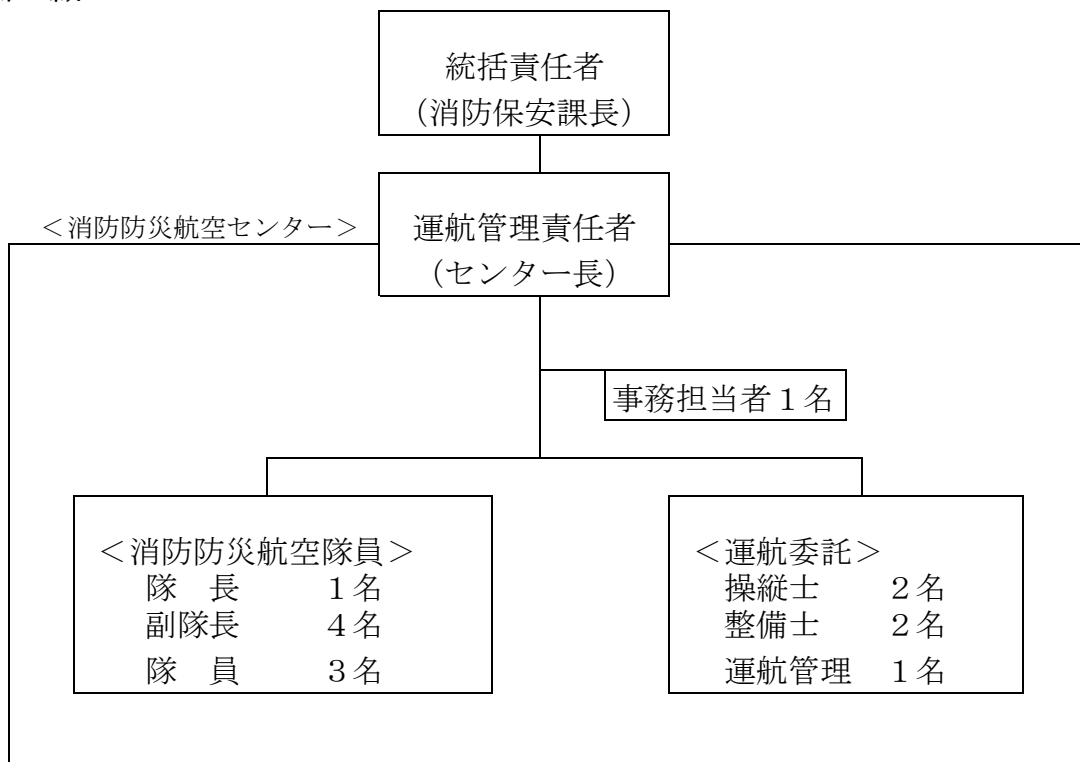 統括責任者
（消防保安課長）
＜消防防災航空センター＞
運航管理責任者
（センター長）
事務担当者１名
＜消防防災航空隊員＞
隊　長　　　１名
副隊長　　　４名
隊　員　　　３名
＜運航委託＞
操縦士　　２名
整備士　　２名
運航管理　１名